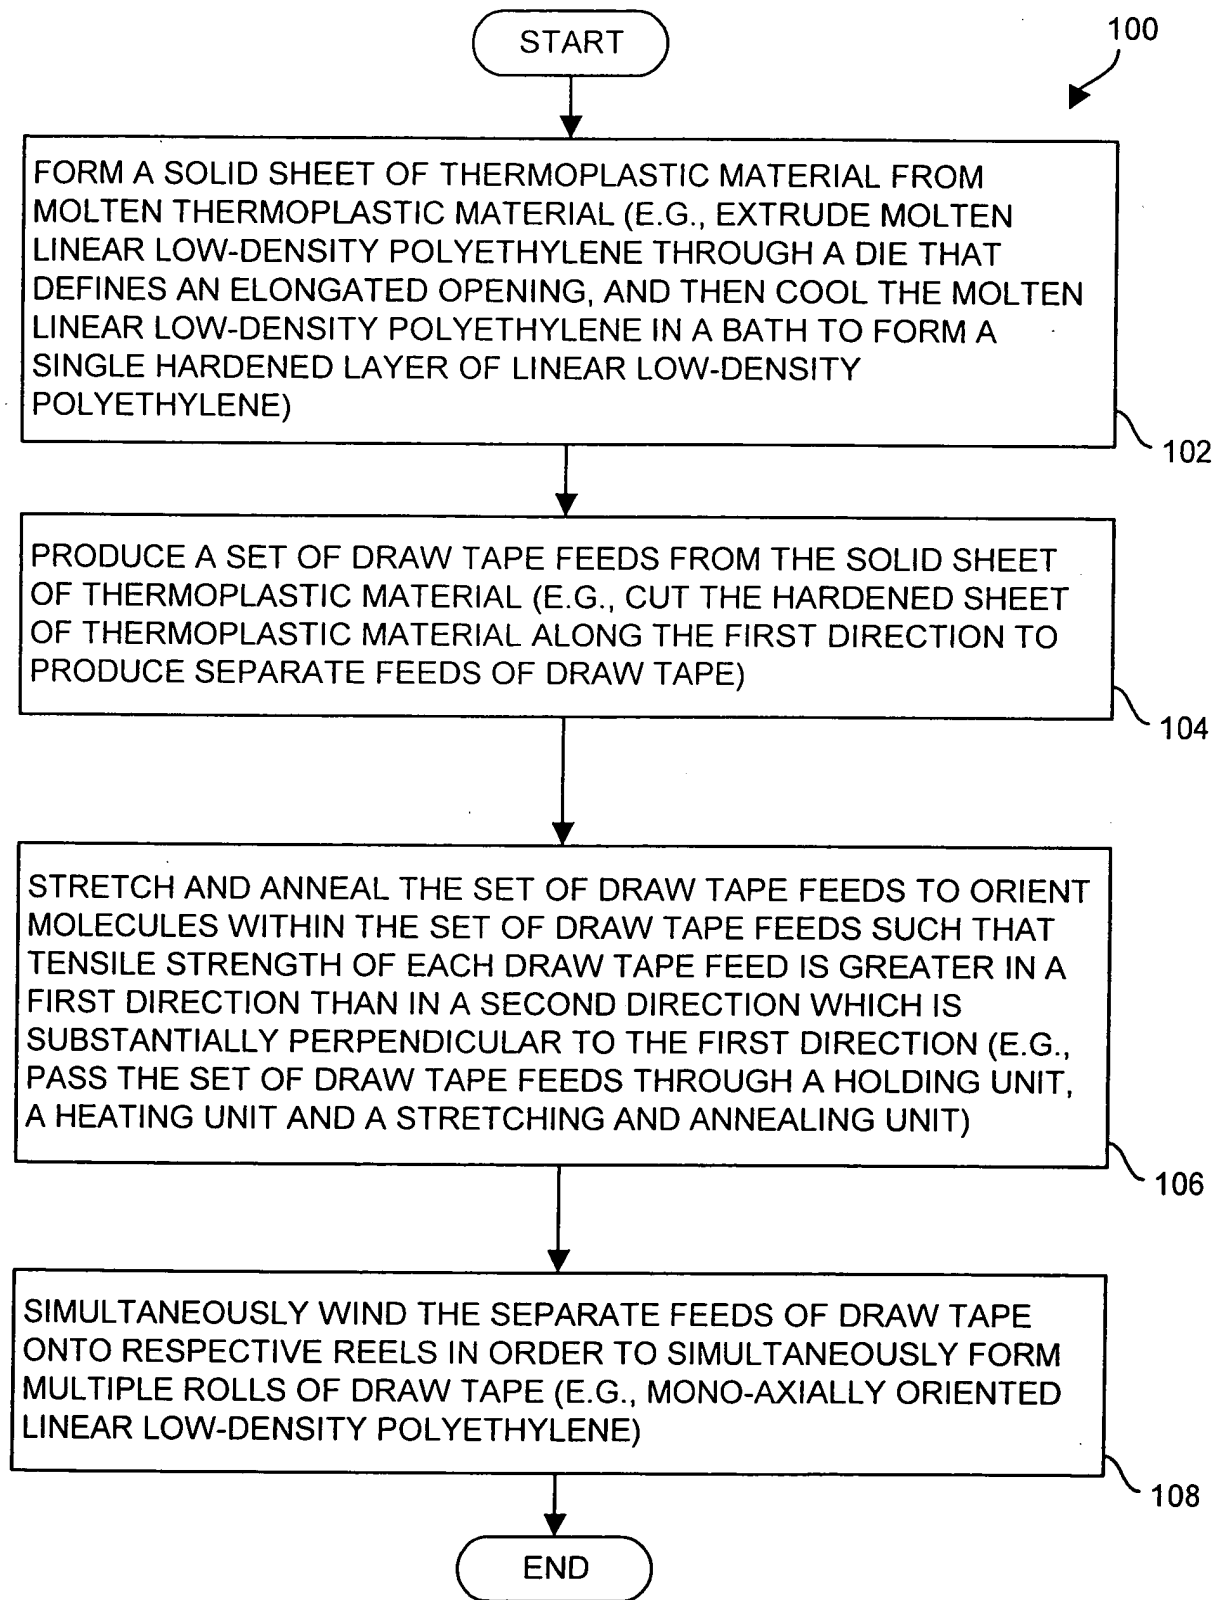 START
100
FORM A SOLID SHEET OF THERMOPLASTIC MATERIAL FROM
MOLTEN THERMOPLASTIC MATERIAL (E.G., EXTRUDE MOLTEN
LINEAR LOW-DENSITY POLYETHYLENE THROUGH A DIE THAT
DEFINES AN ELONGATED OPENING, AND THEN COOL THE MOLTEN
LINEAR LOW-DENSITY POLYETHYLENE IN A BATH TO FORM A
SINGLE HARDENED LAYER OF LINEAR LOW-DENSITY
POLYETHYLENE)
102
PRODUCE A SET OF DRAW TAPE FEEDS FROM THE SOLID SHEET
OF THERMOPLASTIC MATERIAL (E.G., CUT THE HARDENED SHEET
OF THERMOPLASTIC MATERIAL ALONG THE FIRST DIRECTION TO
PRODUCE SEPARATE FEEDS OF DRAW TAPE)
104
STRETCH AND ANNEAL THE SET OF DRAW TAPE FEEDS TO ORIENT
MOLECULES WITHIN THE SET OF DRAW TAPE FEEDS SUCH THAT
TENSILE STRENGTH OF EACH DRAW TAPE FEED IS GREATER IN A
FIRST DIRECTION THAN IN A SECOND DIRECTION WHICH IS
SUBSTANTIALLY PERPENDICULAR TO THE FIRST DIRECTION (E.G.,
PASS THE SET OF DRAW TAPE FEEDS THROUGH A HOLDING UNIT,
A HEATING UNIT AND A STRETCHING AND ANNEALING UNIT)
106
SIMULTANEOUSLY WIND THE SEPARATE FEEDS OF DRAW TAPE
ONTO RESPECTIVE REELS IN ORDER TO SIMULTANEOUSLY FORM
MULTIPLE ROLLS OF DRAW TAPE (E.G., MONO-AXIALLY ORIENTED
LINEAR LOW-DENSITY POLYETHYLENE)
108
END